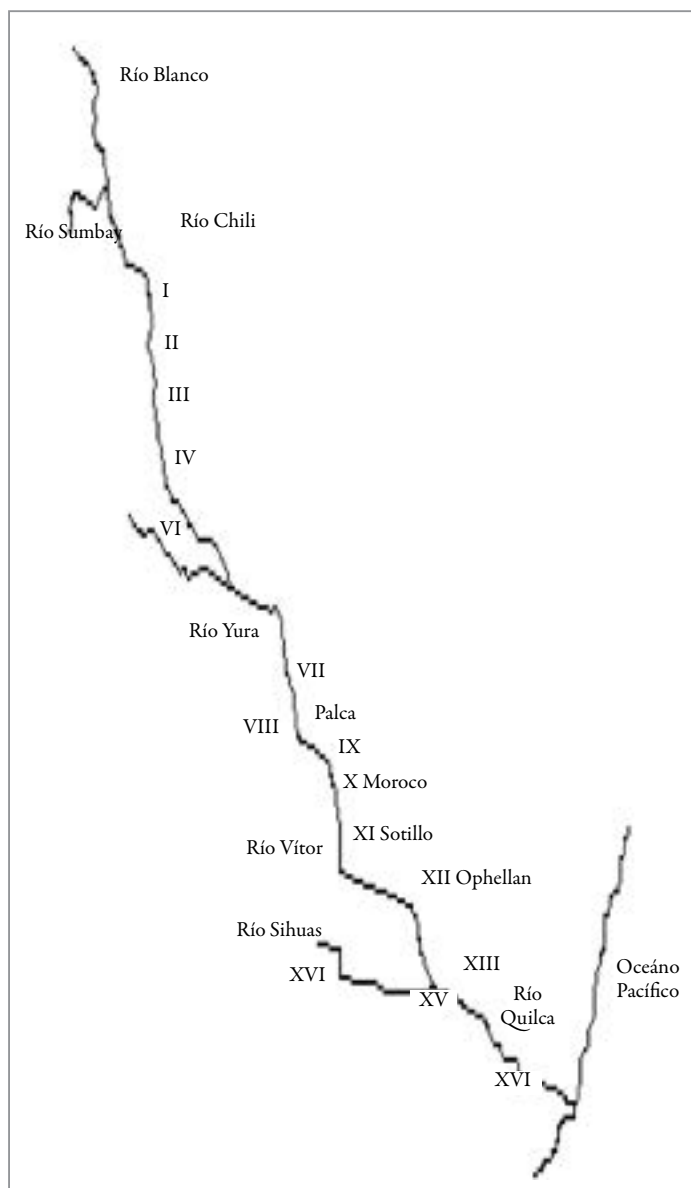 Río Blanco
Río Chili
Río Sumbay
I
II
III
IV
VI
Río Yura
VII
Palca
VIII
IX
X Moroco
XI Sotillo
Río Vítor
XII Ophellan
Río Sihuas
XIII
Oceáno
Pacífico
XVI
XV
Río
Quilca
XVI